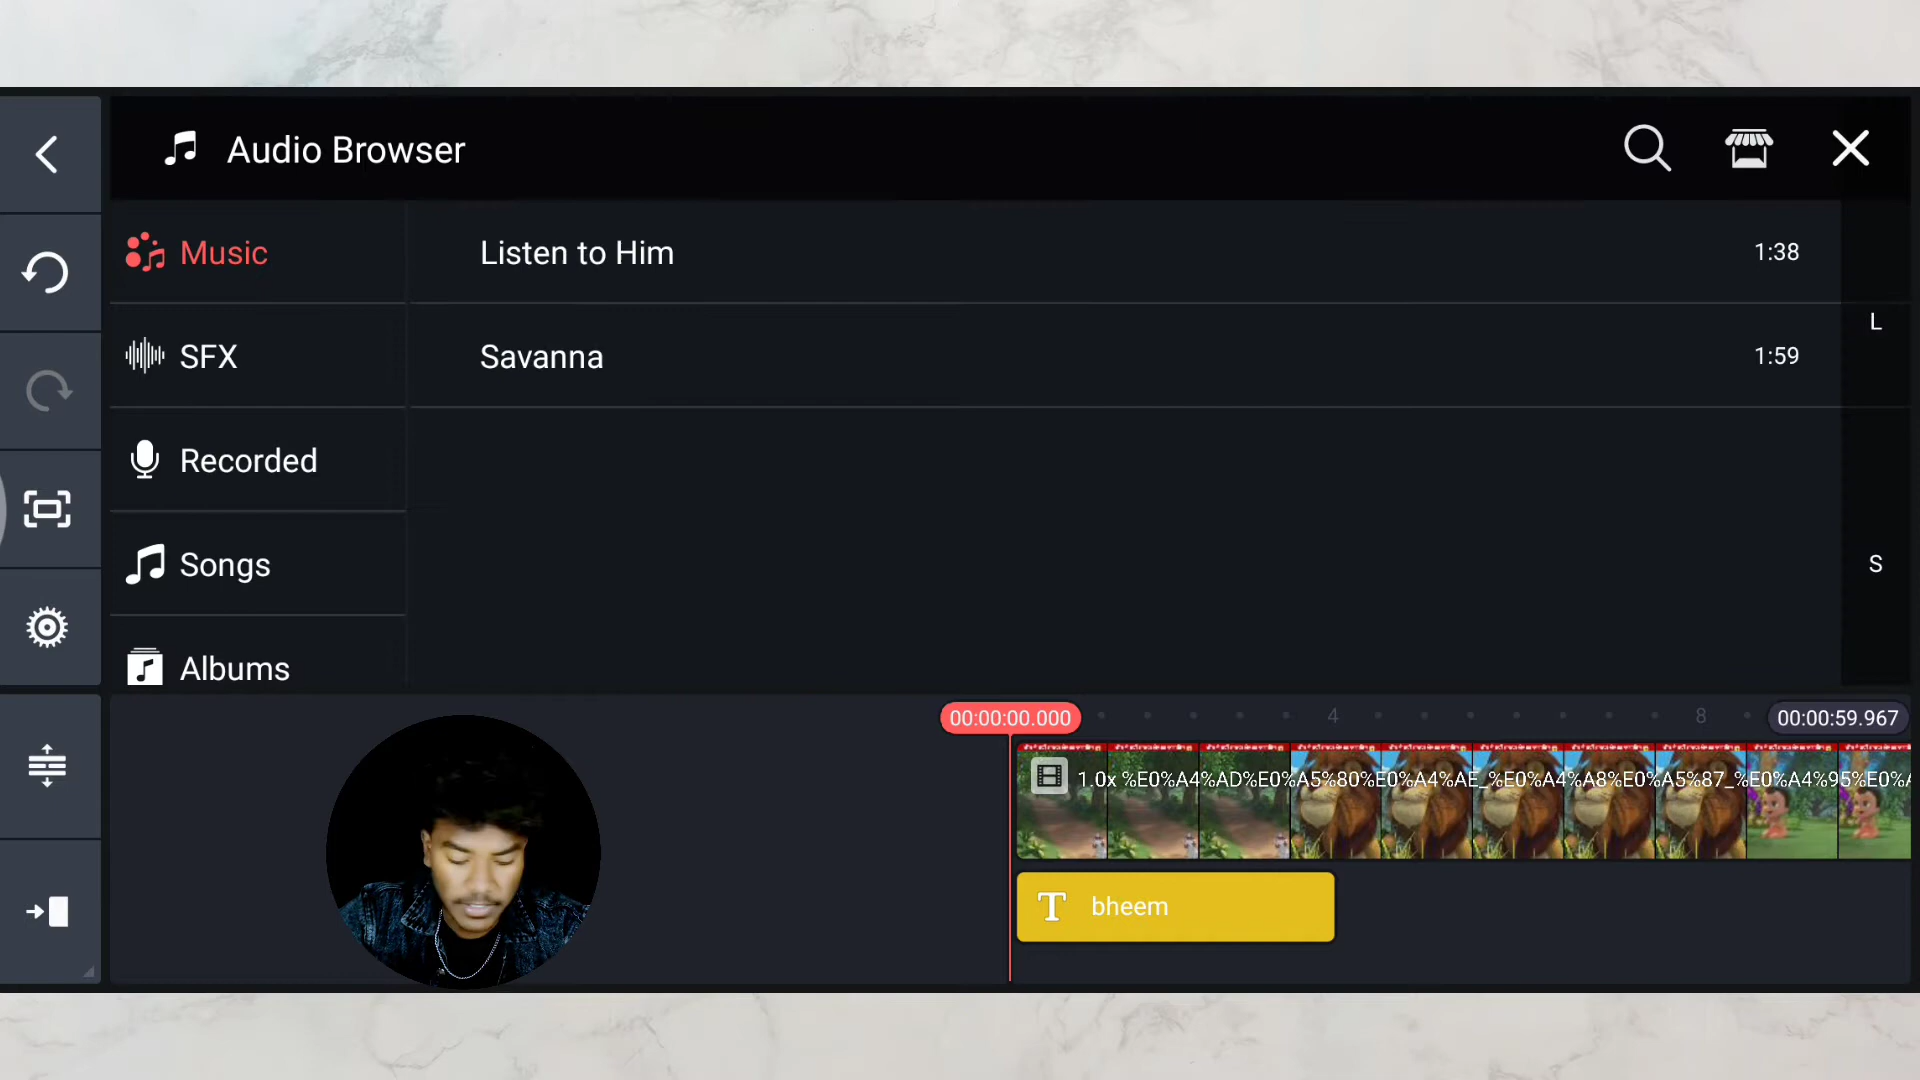 Audio Browser
Music
Listen to Him
1:38
L
SFX
Savanna
1:59
Recorded
Songs
S
Albums
00:00:00.000
4
8
00:00:59.967
1.0x %E0%A4%AD%E0%A5%80%E0%A4%AE_%E0%A4%A8%E0%A5%87_%E0%A4%95%E0%A
T bheem